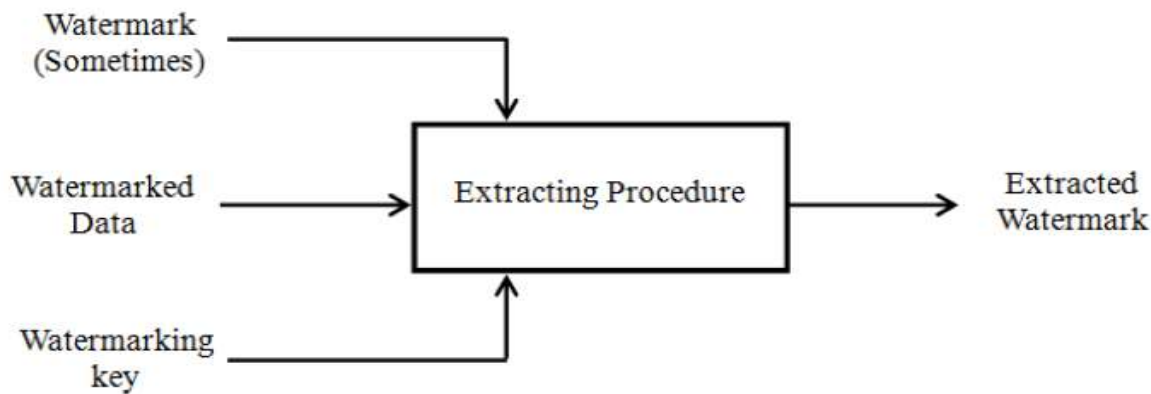 Watermark
(Sometimes)
Watermarked
Data
Extracting Procedure
Extracted
Watermark
Watermarking
key